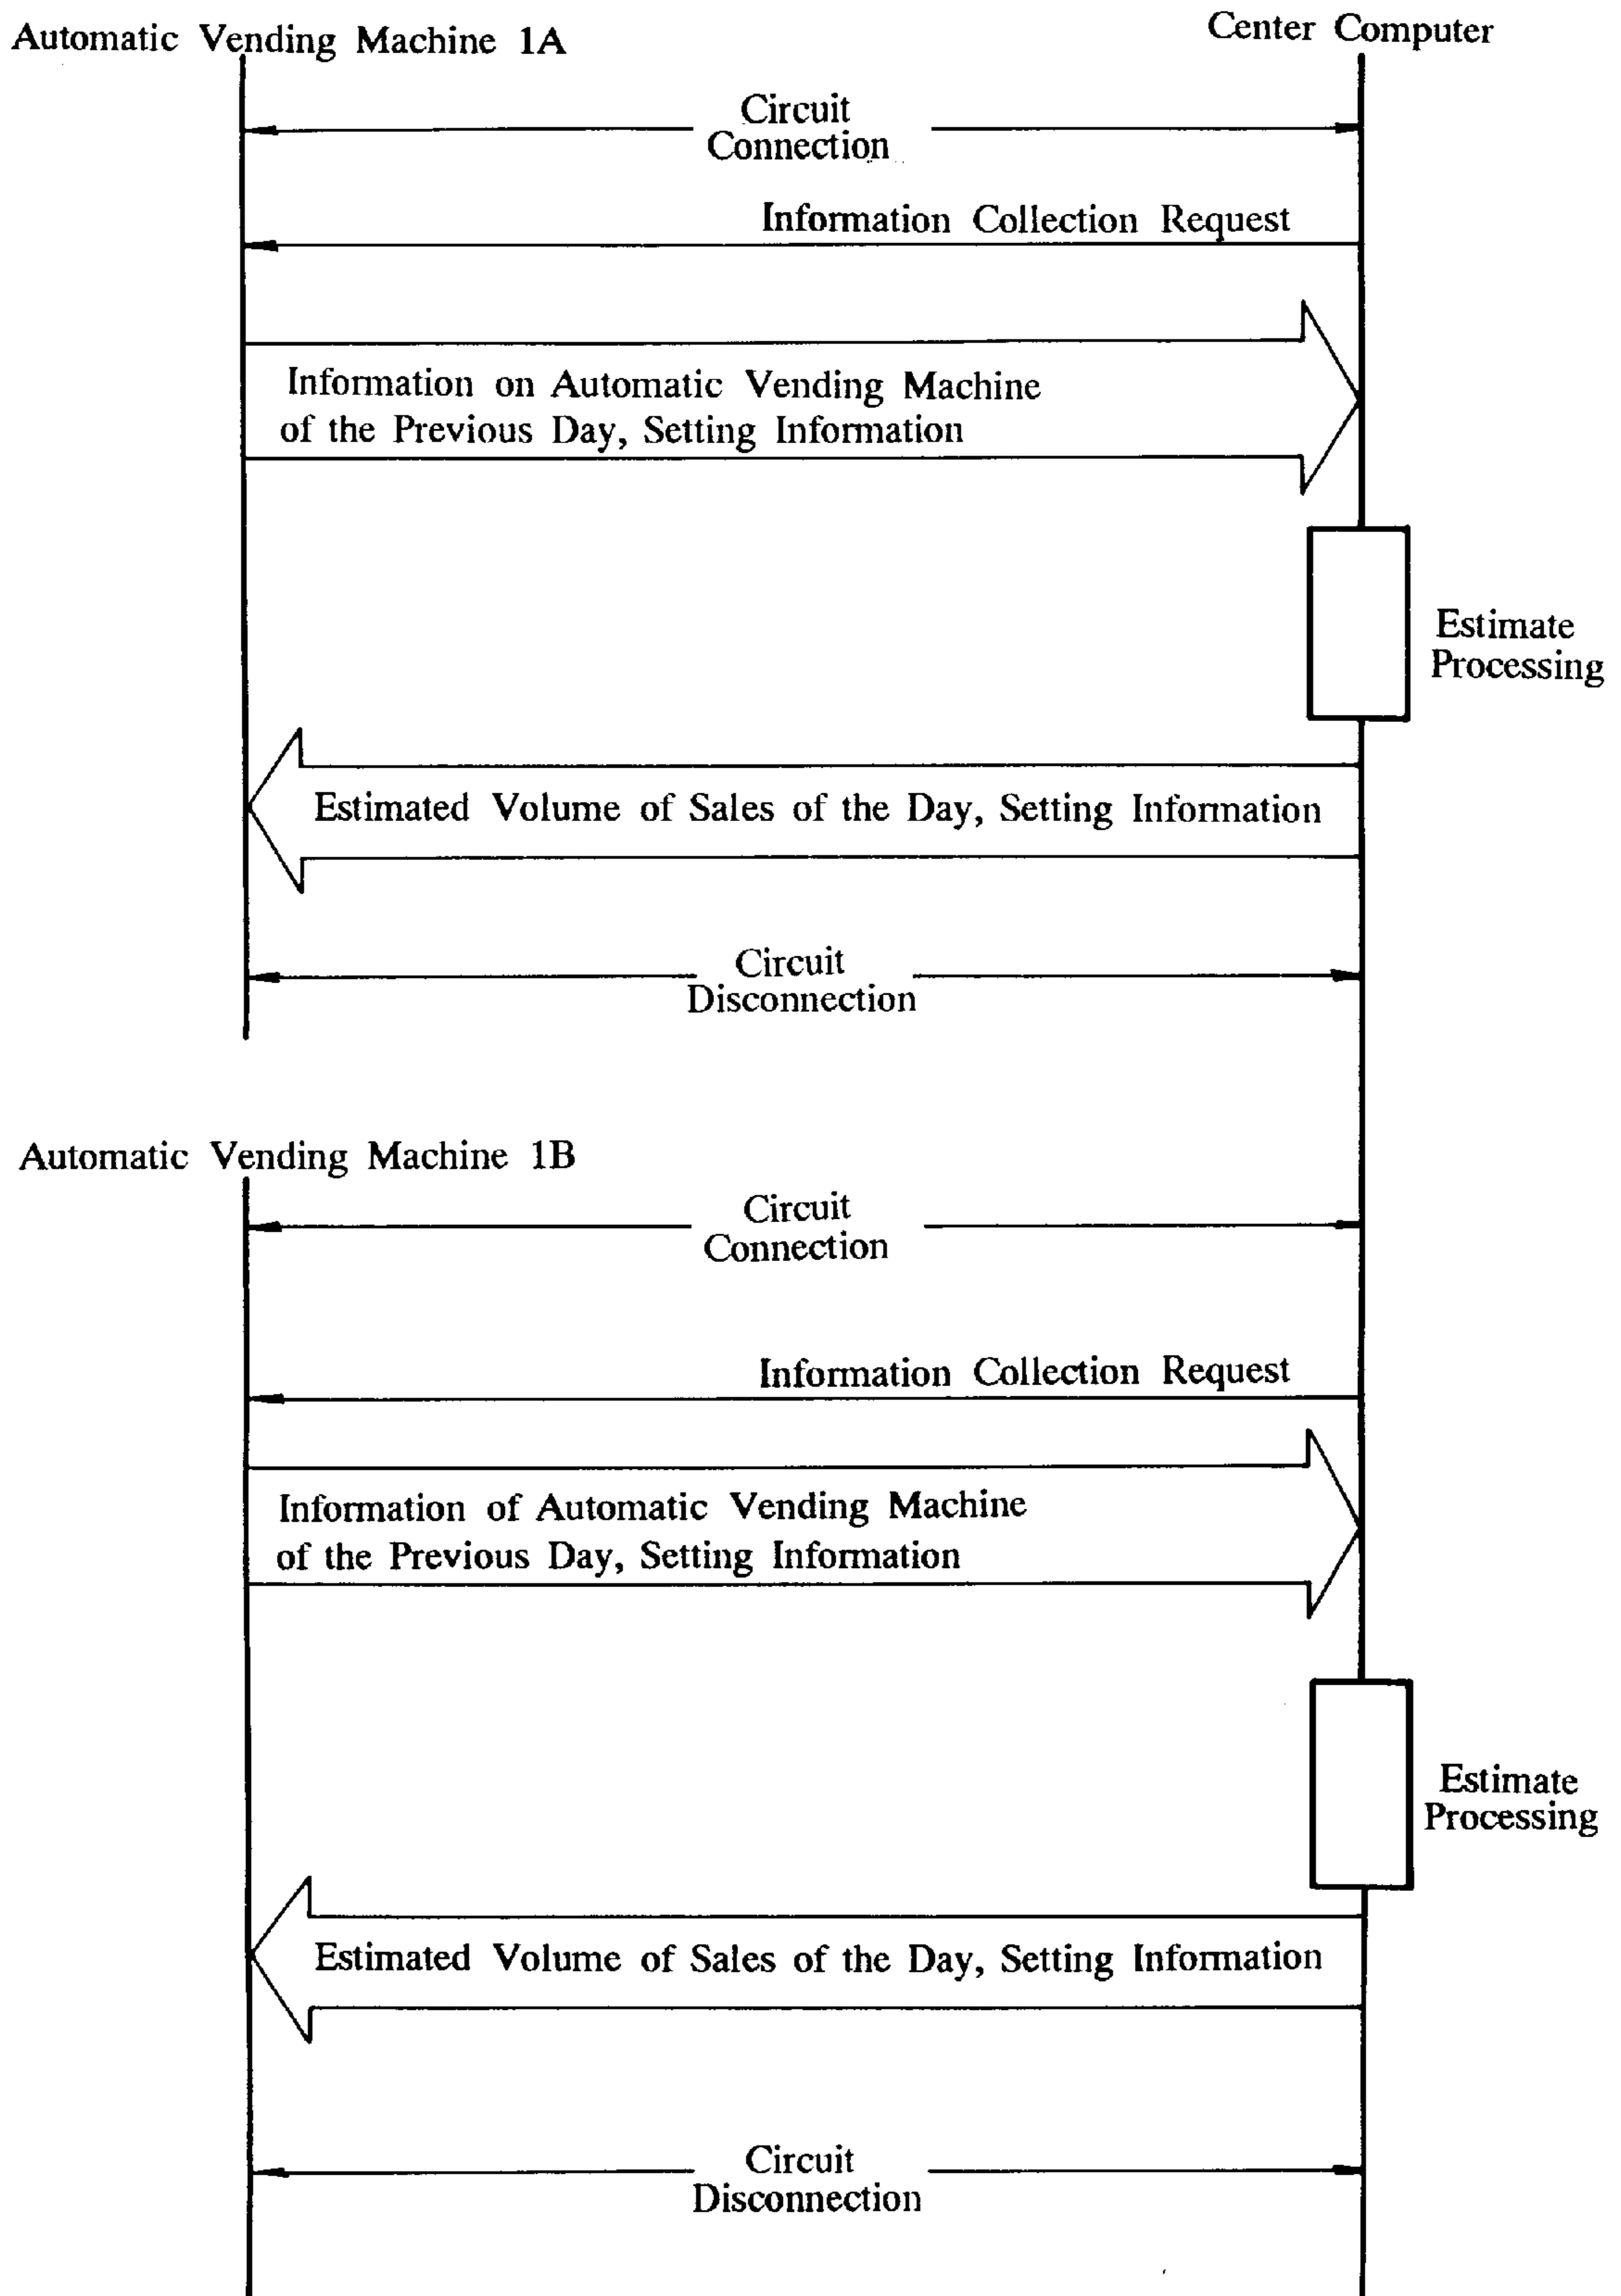 Automatic Vending Machine 1A
Center Computer
Circuit
Connection
Information Collection Request
Information on Automatic Vending Machine
of the Previous Day, Setting Information
Estimate
Processing
Estimated Volume of Sales of the Day, Setting Information
Circuit
Disconnection
Automatic Vending Machine 1B
Circuit
Connection
Information Collection Request
Information of Automatic Vending Machine
of the Previous Day, Setting Information
Estimate
Processing
Estimated Volume of Sales of the Day, Setting Information
Circuit
Disconnection